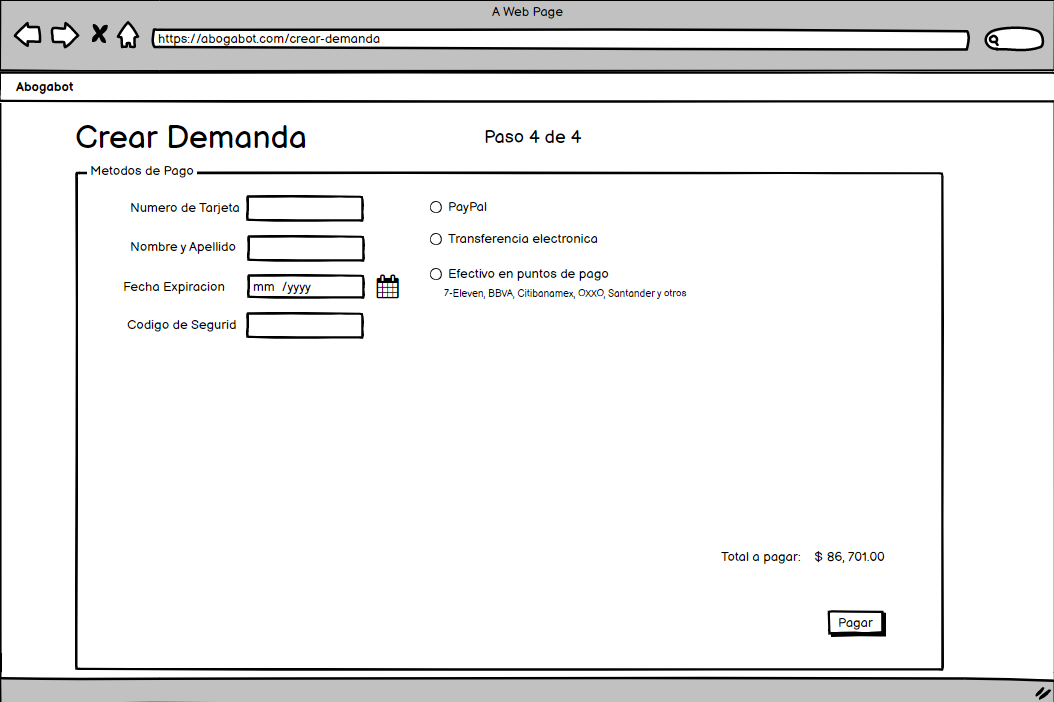 A Web Page
https://abogabot.com/crear-demanda
Abogabot
Crear Demanda
Paso 4 de 4
Metodos de Pago
Numero de Tarjeta
Nombre y Apellido
Fecha Expiracion
mm /yyyy
Codigo de Segurid
PayPal
Transferencia electronica
Efectivo en puntos de pago
7-Eleven, BBVA, Citibanamex, OXXO, Santander y otros
Total a pagar: $ 86,701.00
Pagar